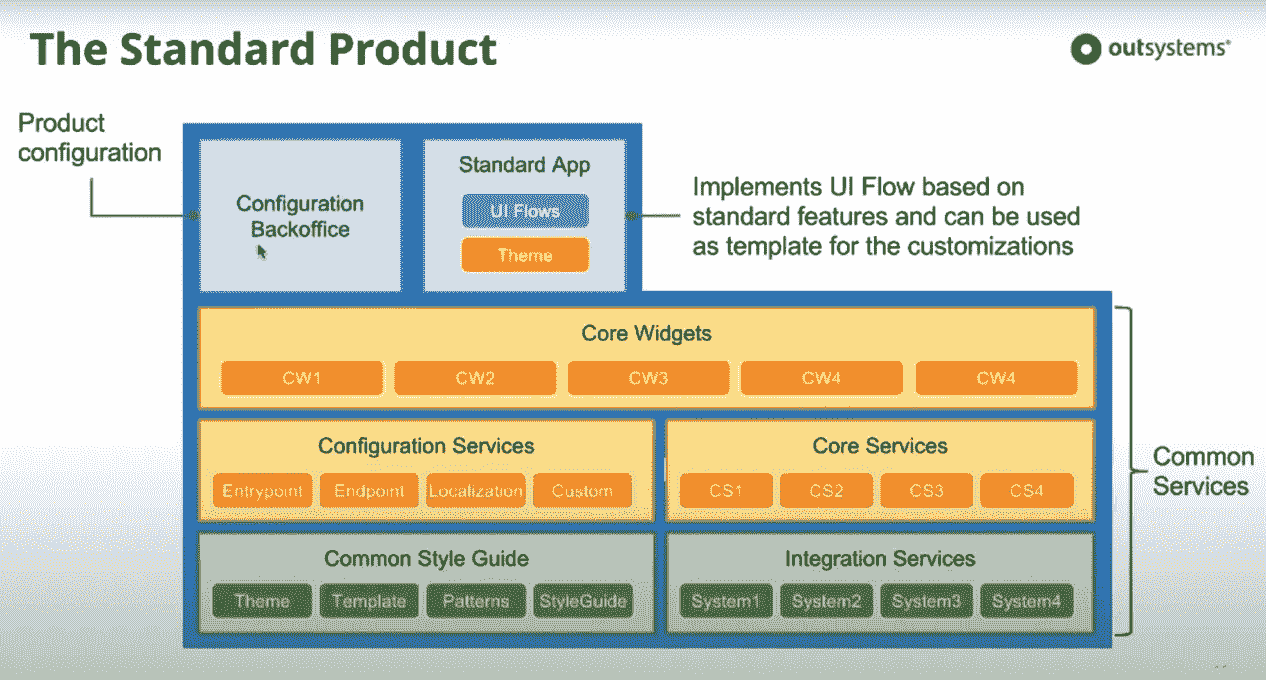 The Standard Product
outsystems®
Product
configuration
Configuration
Backoffice
Standard App
UI Flows
Theme
Implements UI Flow based on
standard features and can be used
as template for the customizations
Core Widgets
CW1 CW2 CW3 CW4 CW4
Configuration Services
Entrypoint Endpoint Localization Custom
Core Services
CS1 CS2 CS3 CS4
Common
Services
Common Style Guide
Theme Template Patterns StyleGuide
Integration Services
System1 System2 System3 System4